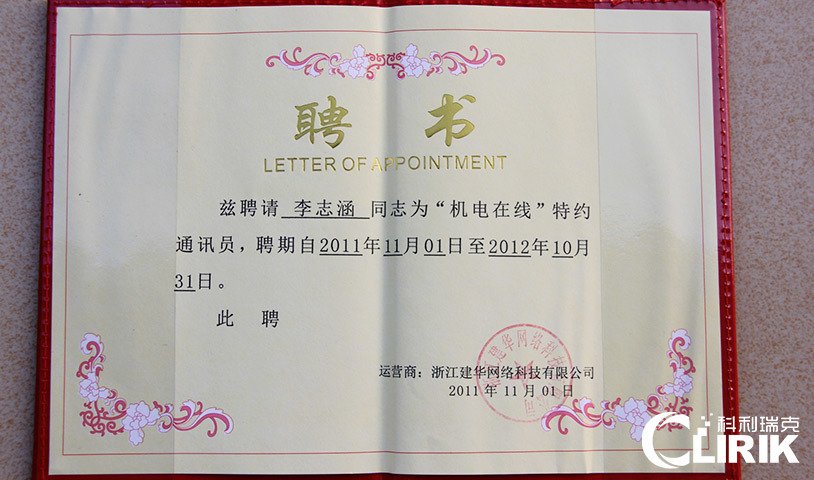 聘 书
LETTER OF APPOINTMENT
兹聘请 李志涵 同志为“机电在线”特约
通讯员，聘期自2011年11月01日至2012年10月
31日。
此 聘
运营商：浙江建华网络科技有限公司
2011 年 11 月 01 日
科利瑞克
CLIRIK